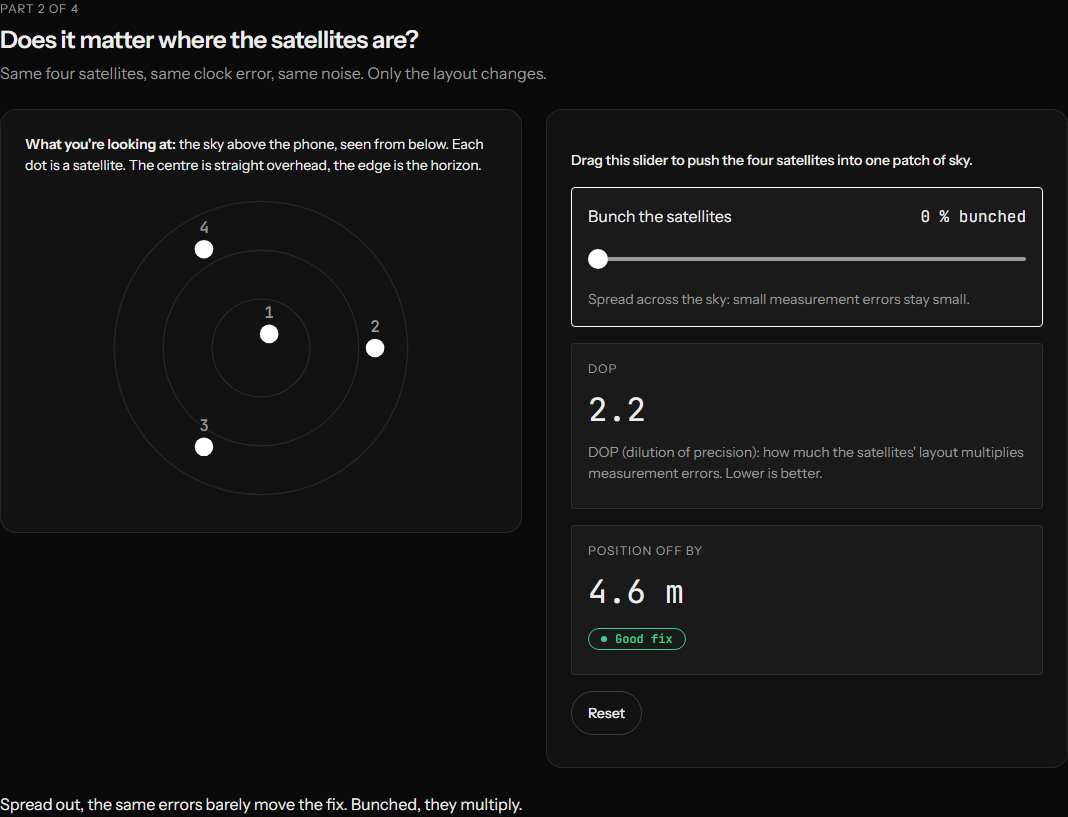 PART 2 OF 4
Does it matter where the satellites are?
Same four satellites, same clock error, same noise. Only the layout changes.
What you're looking at: the sky above the phone, seen from below. Each
dot is a satellite. The centre is straight overhead, the edge is the horizon.
4
1
2
3
Drag this slider to push the four satellites into one patch of sky.
Bunch the satellites
0 % bunched
Spread across the sky: small measurement errors stay small.
DOP
2.2
DOP (dilution of precision): how much the satellites' layout multiplies
measurement errors. Lower is better.
POSITION OFF BY
4.6 m
Good fix
Reset
Spread out, the same errors barely move the fix. Bunched, they multiply.